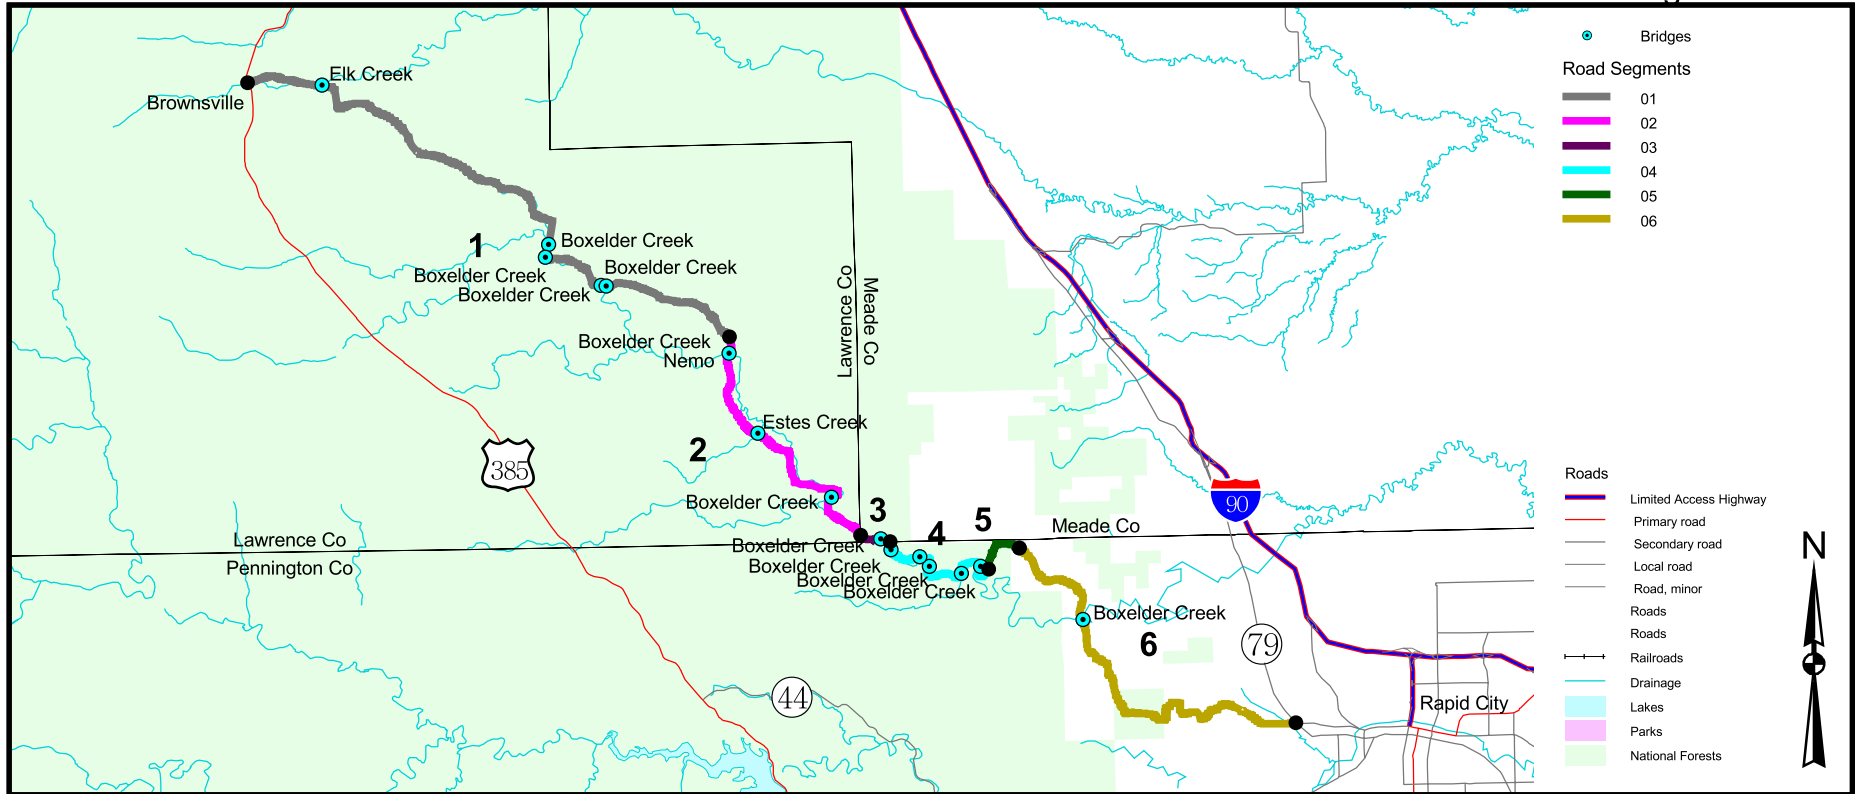 Bridges
Road Segments
01
02
03
04
05
06
Elk Creek
Brownsville
1
Boxelder Creek
Boxelder Creek
Boxelder Creek
Boxelder Creek
Lawrence Co
Meade Co
Boxelder Creek
Nemo
Estes Creek
2
385
Boxelder Creek
3
4
5
Meade Co
90
Lawrence Co
Pennington Co
Boxelder Creek
Boxelder Creek
Boxelder Creek
Boxelder Creek
Boxelder Creek
6
79
44
Rapid City
Roads
Limited Access Highway
Primary road
Secondary road
Local road
Road, minor
Roads
Roads
Railroads
Drainage
Lakes
Parks
National Forests
N